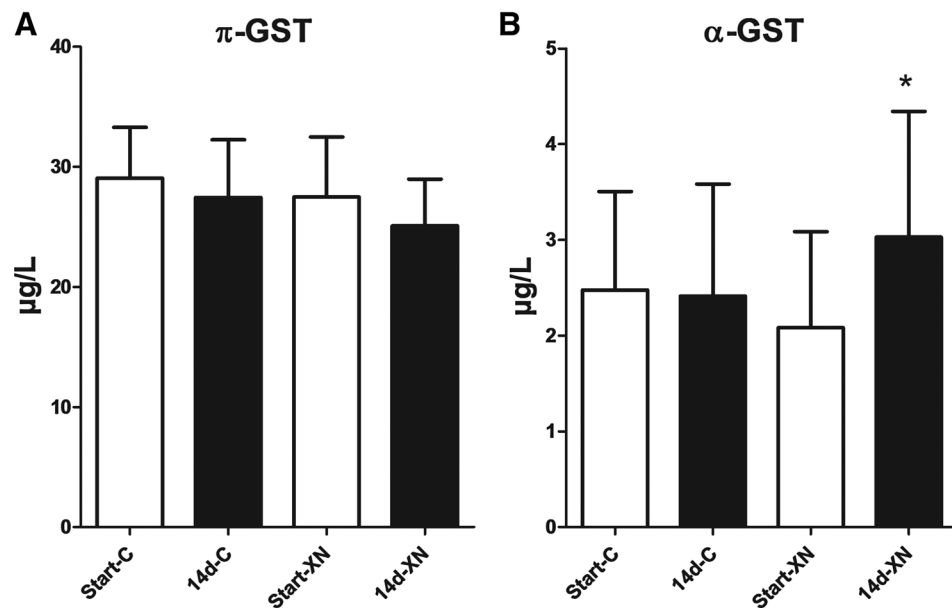 A
π-GST
40
30
20
10
0
µg/L
Start-C
14d-C
Start-XN
14d-XN
B
α-GST
5
4
3
2
1
0
µg/L
*
Start-C
14d-C
Start-XN
14d-XN